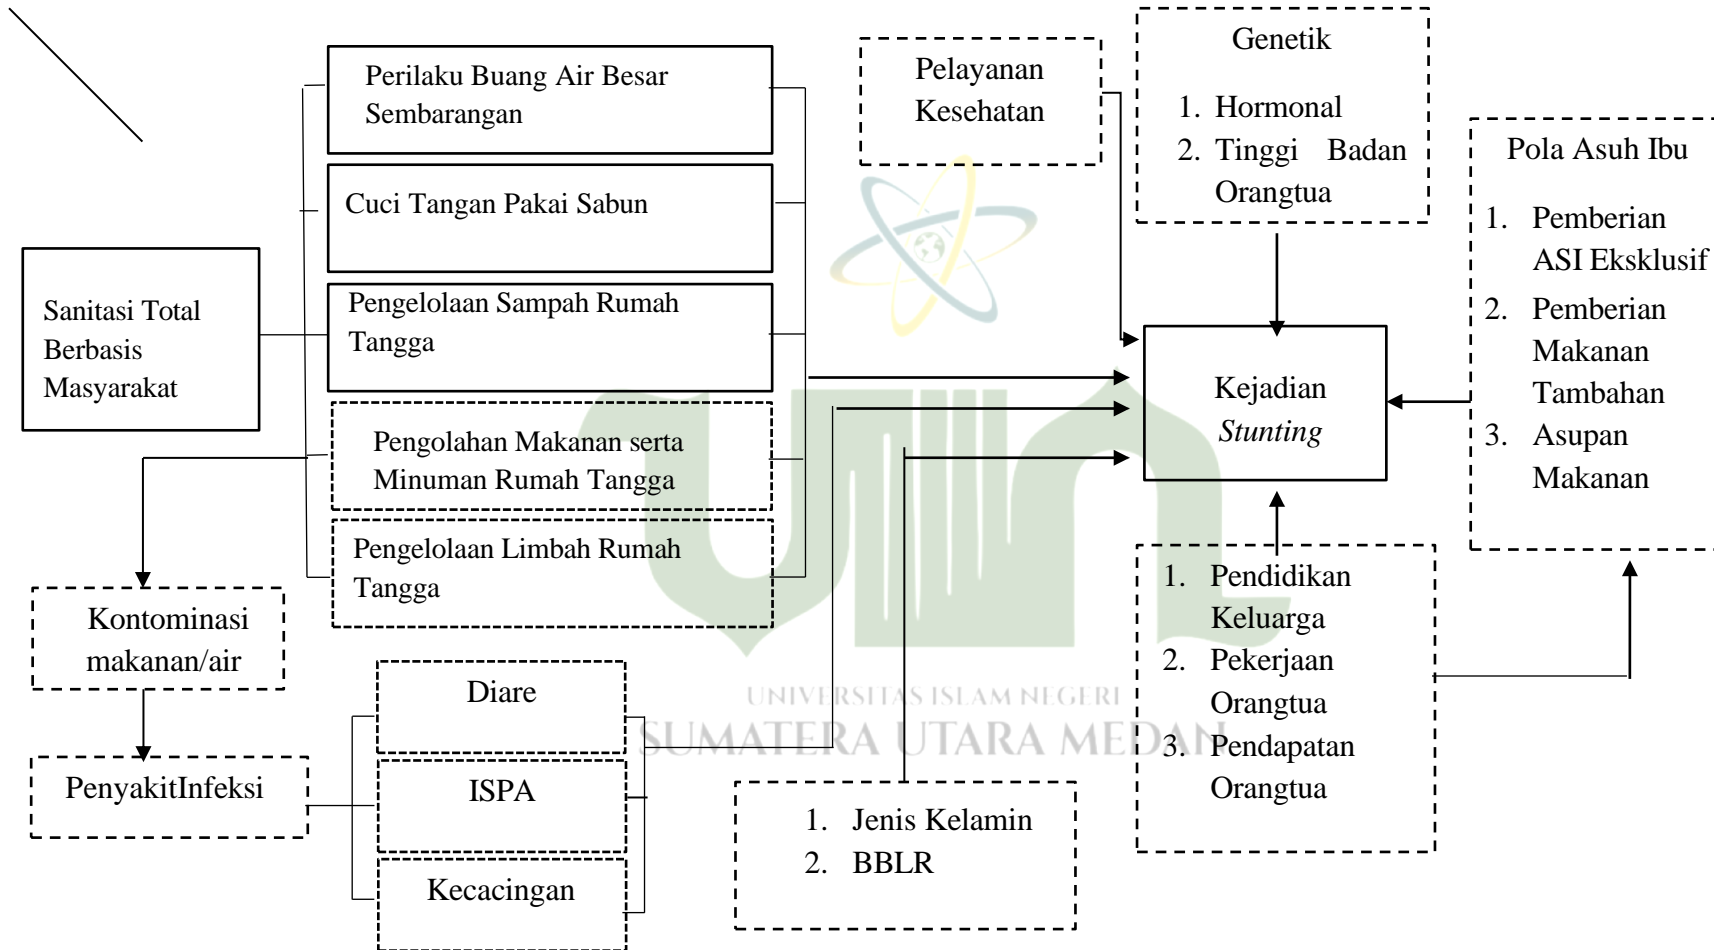 Perilaku Buang Air Besar
Sembarangan
Cuci Tangan Pakai Sabun
Sanitasi Total
Berbasis
Masyarakat
Pengelolaan Sampah Rumah
Tangga
Pengolahan Makanan serta
Minuman Rumah Tangga
Pengelolaan Limbah Rumah
Tangga
Kontominasi
makanan/air
PenyakitInfeksi
Diare
ISPA
Kecacingan
Pelayanan
Kesehatan
Genetik
1. Hormonal
2. Tinggi Badan
Orangtua
Pola Asuh Ibu
1. Pemberian
ASI Eksklusif
2. Pemberian
Makanan
Tambahan
3. Asupan
Makanan
Kejadian
Stunting
1. Pendidikan
Keluarga
2. Pekerjaan
Orangtua
3. Pendapatan
Orangtua
1. Jenis Kelamin
2. BBLR
UNIVERSITAS ISLAM NEGERI
SUMATERA UTARA MEDAN